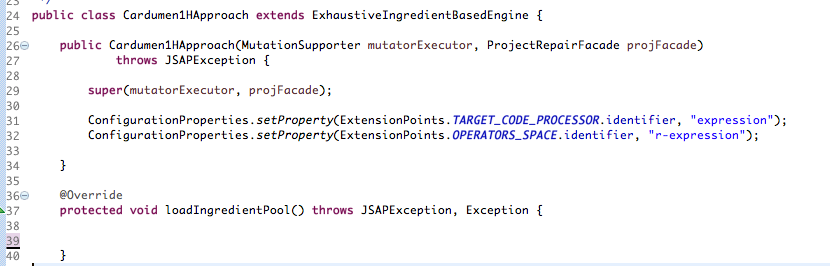 23 */
24 public class Cardumen1HApproach extends ExhaustiveIngredientBasedEngine {
25
26 public Cardumen1HApproach(MutationSupporter mutatorExecutor, ProjectRepairFacade projFacade)
27 throws JSAPException {
28
29 super(mutatorExecutor, projFacade);
30
31 ConfigurationProperties.setProperty(ExtensionPoints.TARGET_CODE_PROCESSOR.identifier, "expression");
32 ConfigurationProperties.setProperty(ExtensionPoints.OPERATORS_SPACE.identifier, "r-expression");
33
34 }
35
36 @Override
37 protected void loadIngredientPool() throws JSAPException, Exception {
38
39
40 }